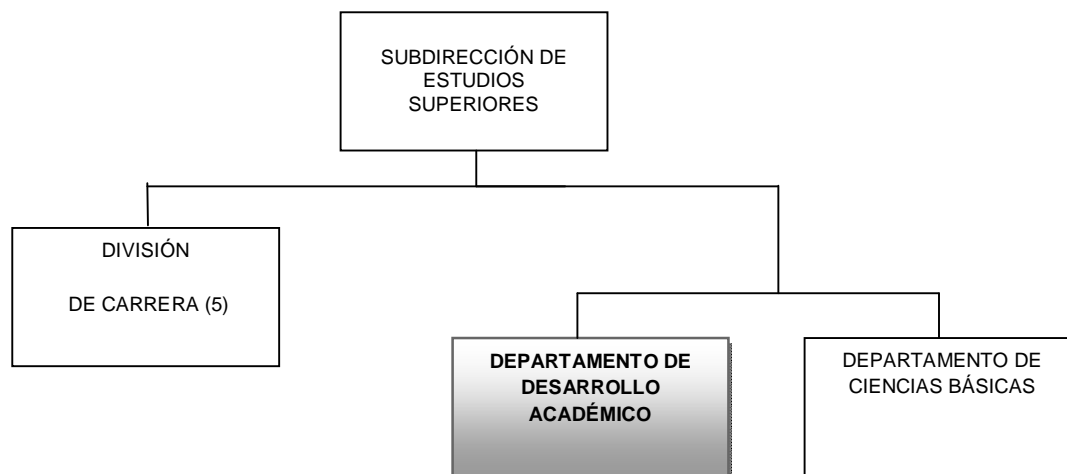 SUBDIRECCIÓN DE
ESTUDIOS
SUPERIORES
DIVISIÓN
DE CARRERA (5)
DEPARTAMENTO DE
DESARROLLO
ACADÉMICO
DEPARTAMENTO DE
CIENCIAS BÁSICAS